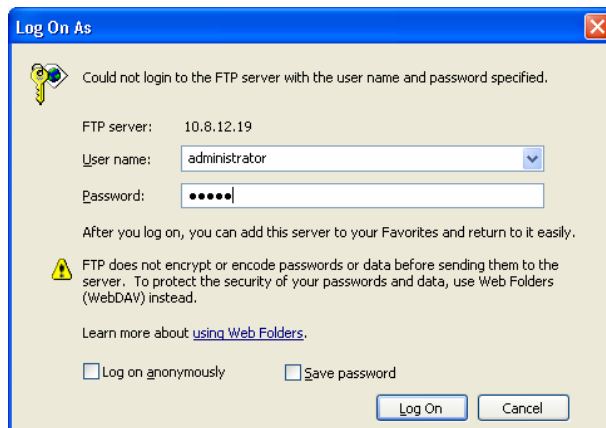 Log On As
Could not login to the FTP server with the user name and password specified.
FTP server: 10.8.12.19
User name: administrator
Password: •••••
After you log on, you can add this server to your Favorites and return to it easily.
FTP does not encrypt or encode passwords or data before sending them to the
server. To protect the security of your passwords and data, use Web Folders
(WebDAV) instead.
Learn more about using Web Folders.
Log on anonymously Save password
Log On Cancel